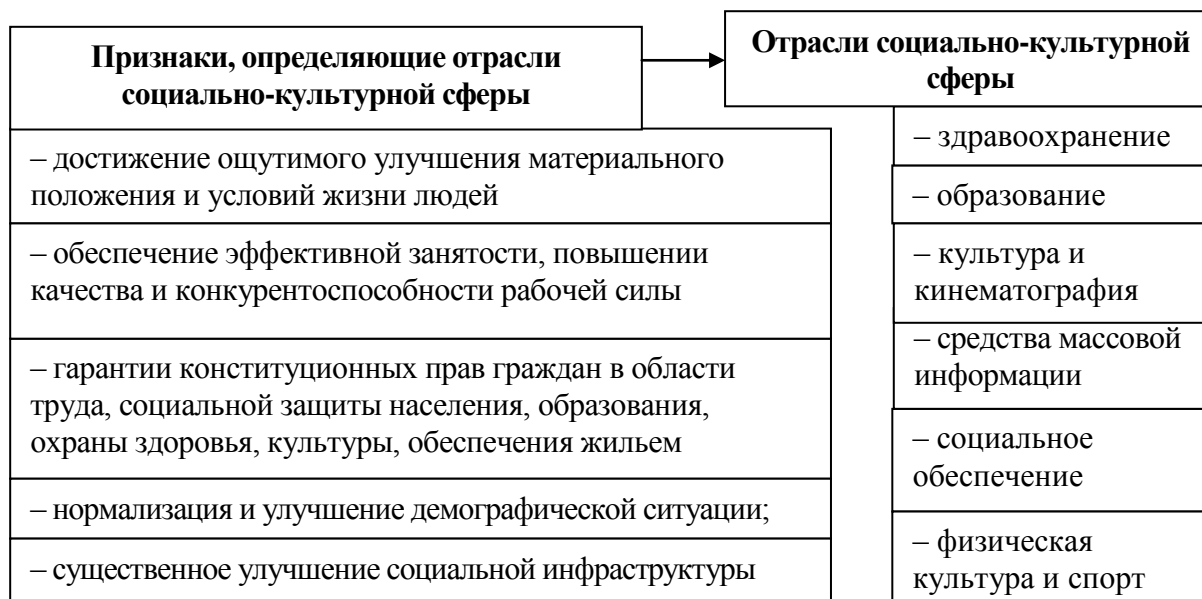 Признаки, определяющие отрасли
социально-культурной сферы
– достижение ощутимого улучшения материального
положения и условий жизни людей
– обеспечение эффективной занятости, повышении
качества и конкурентоспособности рабочей силы
– гарантии конституционных прав граждан в области
труда, социальной защиты населения, образования,
охраны здоровья, культуры, обеспечения жильем
– нормализация и улучшение демографической ситуации;
– существенное улучшение социальной инфраструктуры
Отрасли социально-культурной
сферы
– здравоохранение
– образование
– культура и
кинематография
– средства массовой
информации
– социальное
обеспечение
– физическая
культура и спорт